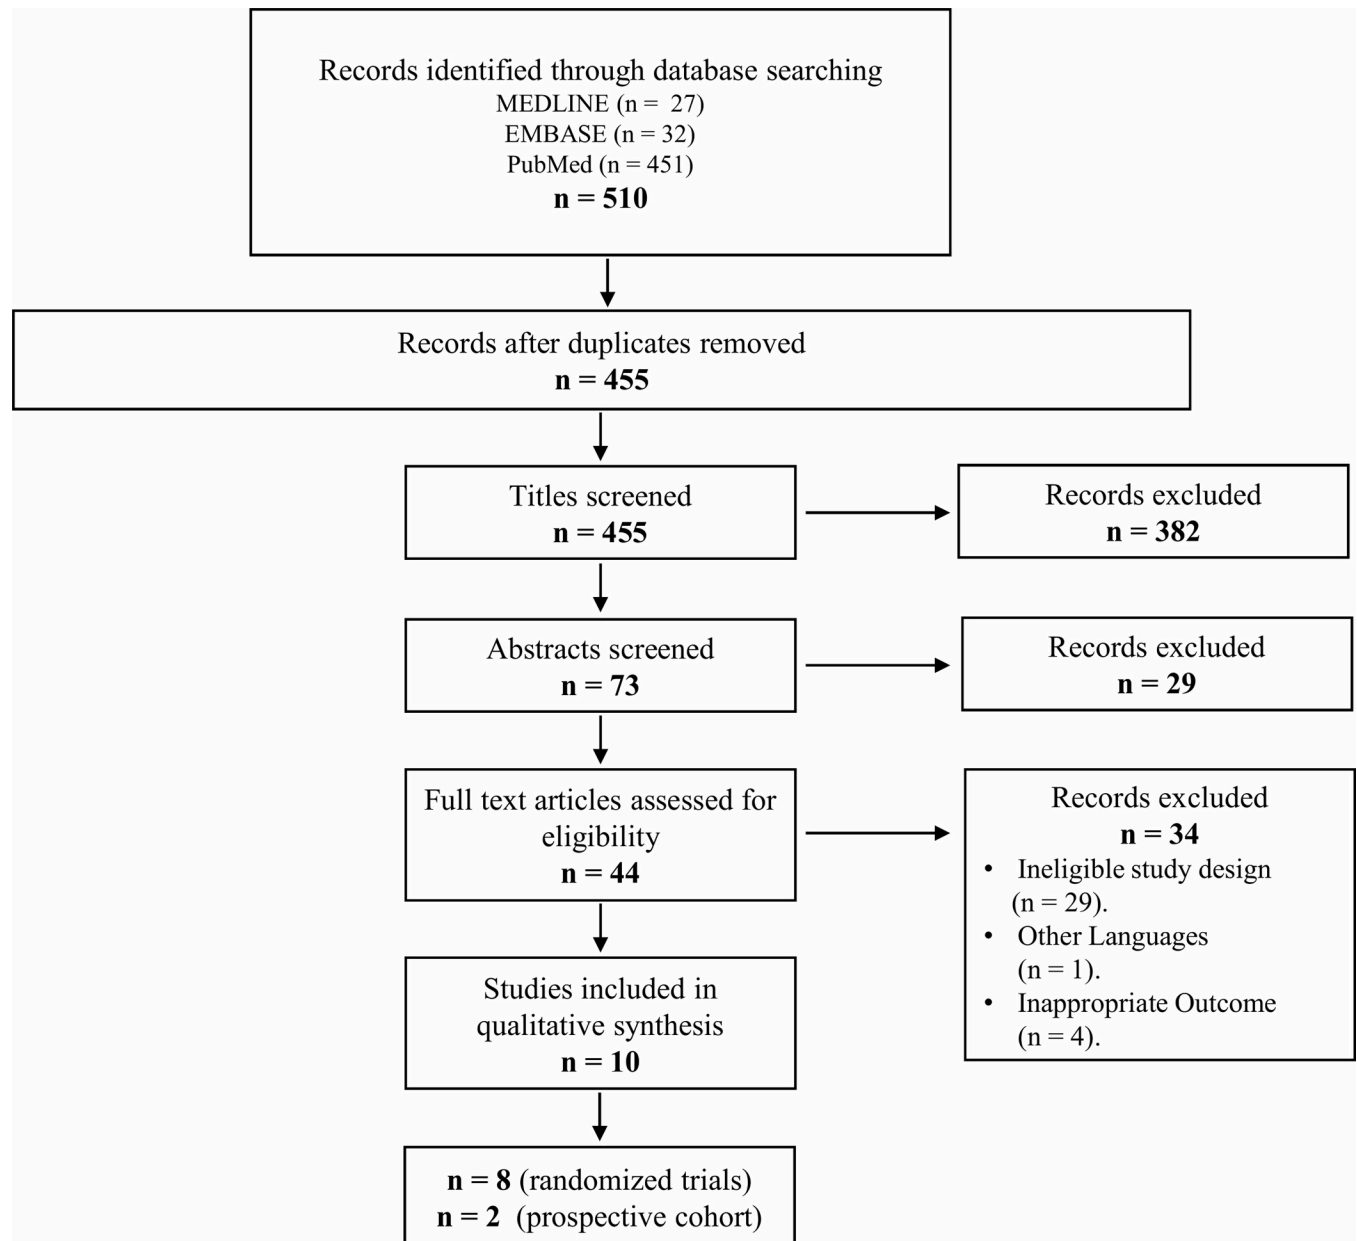 Records identified through database searching
MEDLINE (n =  27)
EMBASE (n = 32)
PubMed (n = 451)
n = 510
Records after duplicates removed
n = 455
Titles screened
n = 455
Records excluded
n = 382
Abstracts screened
n = 73
Records excluded
n = 29
Full text articles assessed for
eligibility
n = 44
Records excluded
n = 34
• Ineligible study design
(n = 29).
• Other Languages
(n = 1).
• Inappropriate Outcome
(n = 4).
Studies included in
qualitative synthesis
n = 10
n = 8 (randomized trials)
n = 2  (prospective cohort)